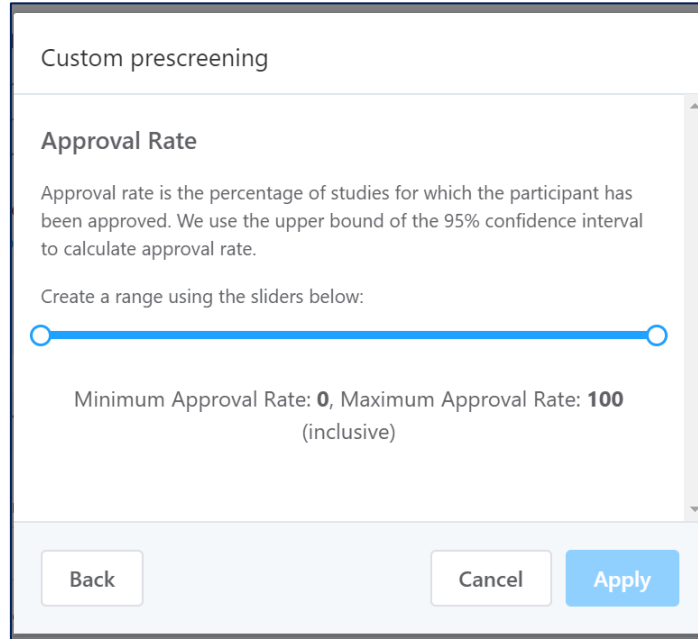 Custom prescreening
Approval Rate
Approval rate is the percentage of studies for which the participant has
been approved. We use the upper bound of the 95% confidence interval
to calculate approval rate.
Create a range using the sliders below:
Minimum Approval Rate: 0, Maximum Approval Rate: 100
(inclusive)
Back
Cancel
Apply